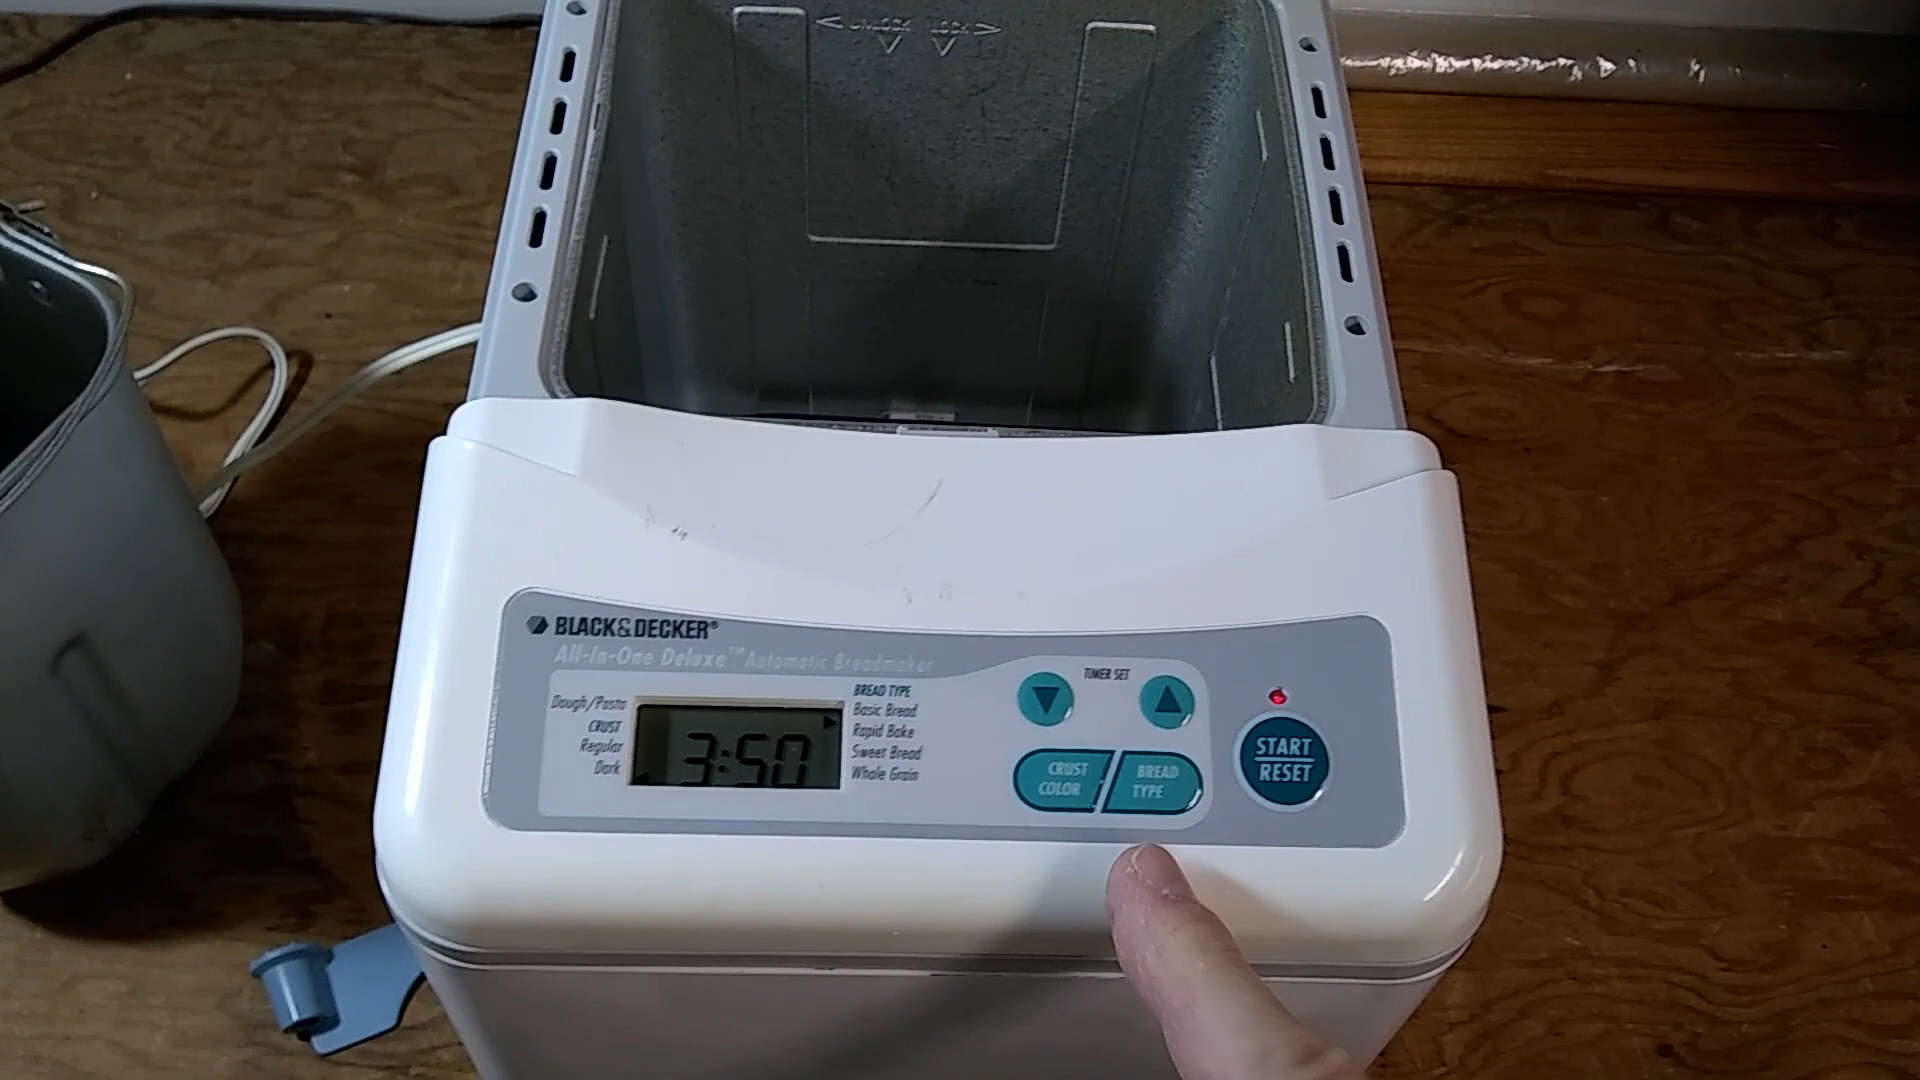 UNLOCK LOCK
BLACK&DECKER®
All-In-One Deluxe™ Automatic Breadmaker
Dough/Pasta
CRUST
Regular
Dark
3:50
BREAD TYPE
Basic Bread
Rapid Bake
Sweet Bread
Whole Grain
TIMER SET
CRUST
COLOR
BREAD
TYPE
START
RESET